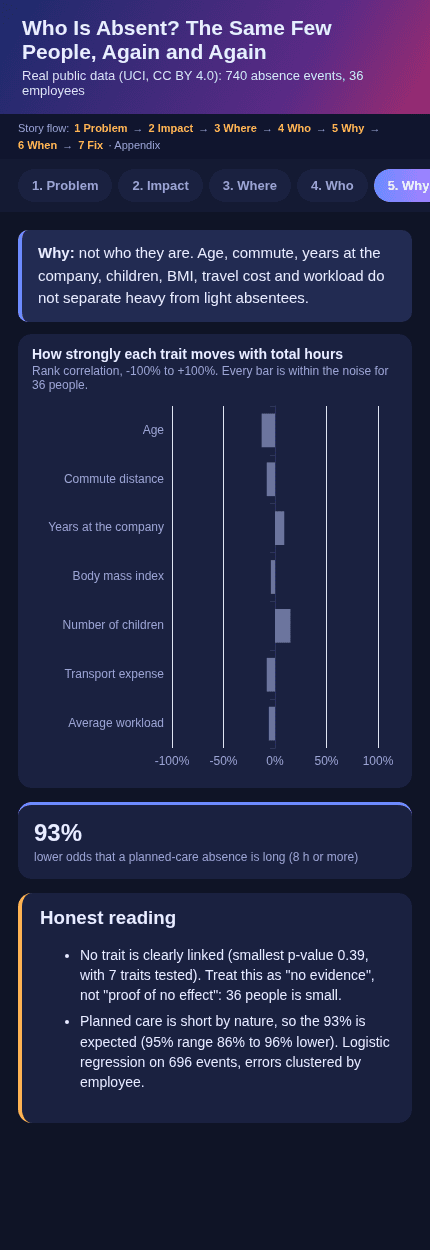 Who Is Absent? The Same Few
People, Again and Again
Real public data (UCI, CC BY 4.0): 740 absence events, 36
employees
Story flow: 1 Problem → 2 Impact → 3 Where → 4 Who → 5 Why →
6 When → 7 Fix · Appendix
1. Problem 2. Impact 3. Where 4. Who 5. Why
Why: not who they are. Age, commute, years at the
company, children, BMI, travel cost and workload do
not separate heavy from light absentees.
How strongly each trait moves with total hours
Rank correlation, -100% to +100%. Every bar is within the noise for
36 people.
Age
Commute distance
Years at the company
Body mass index
Number of children
Transport expense
Average workload
-100% -50% 0% 50% 100%
93%
lower odds that a planned-care absence is long (8 h or more)
Honest reading
• No trait is clearly linked (smallest p-value 0.39,
with 7 traits tested). Treat this as "no evidence",
not "proof of no effect": 36 people is small.
• Planned care is short by nature, so the 93% is
expected (95% range 86% to 96% lower). Logistic
regression on 696 events, errors clustered by
employee.